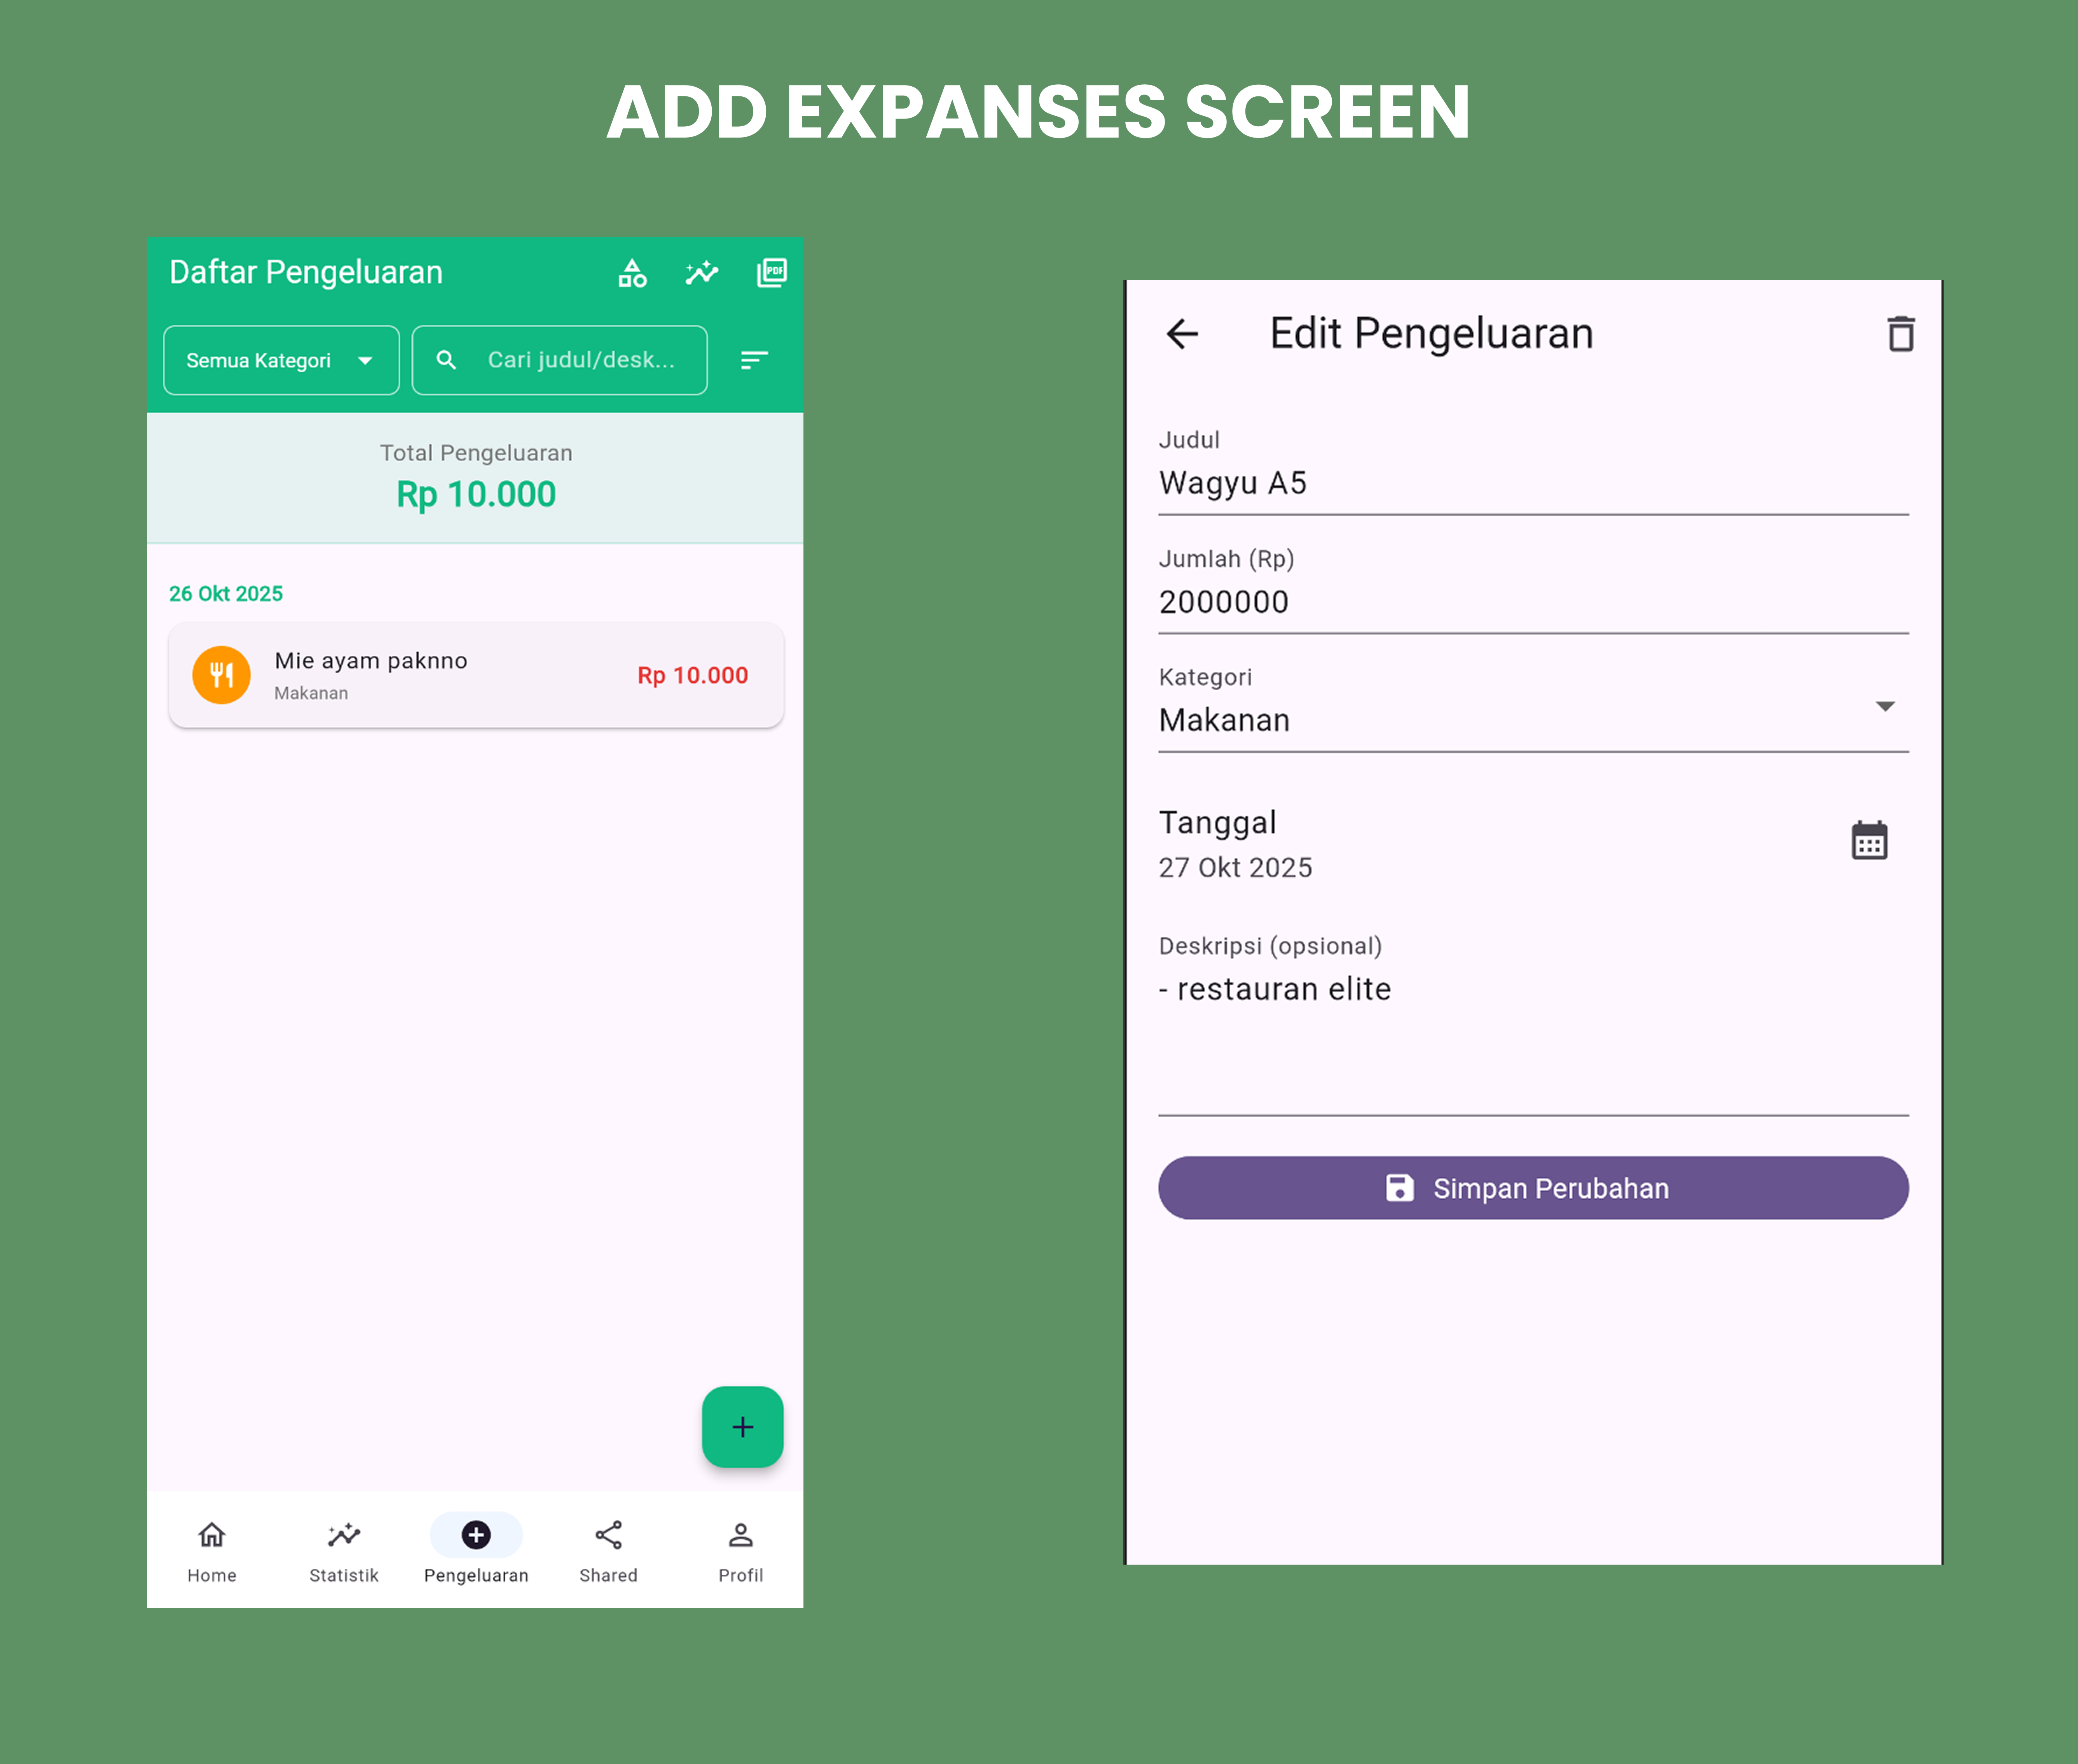 ADD EXPANSES SCREEN
Daftar Pengeluaran
PDF
Semua Kategori
Cari judul/desk...
Total Pengeluaran
Rp 10.000
26 Okt 2025
Mie ayam paknno
Makanan
Rp 10.000
Home
Statistik
Pengeluaran
Shared
Profil
Edit Pengeluaran
Judul
Wagyu A5
Jumlah (Rp)
2000000
Kategori
Makanan
Tanggal
27 Okt 2025
Deskripsi (opsional)
- restauran elite
Simpan Perubahan